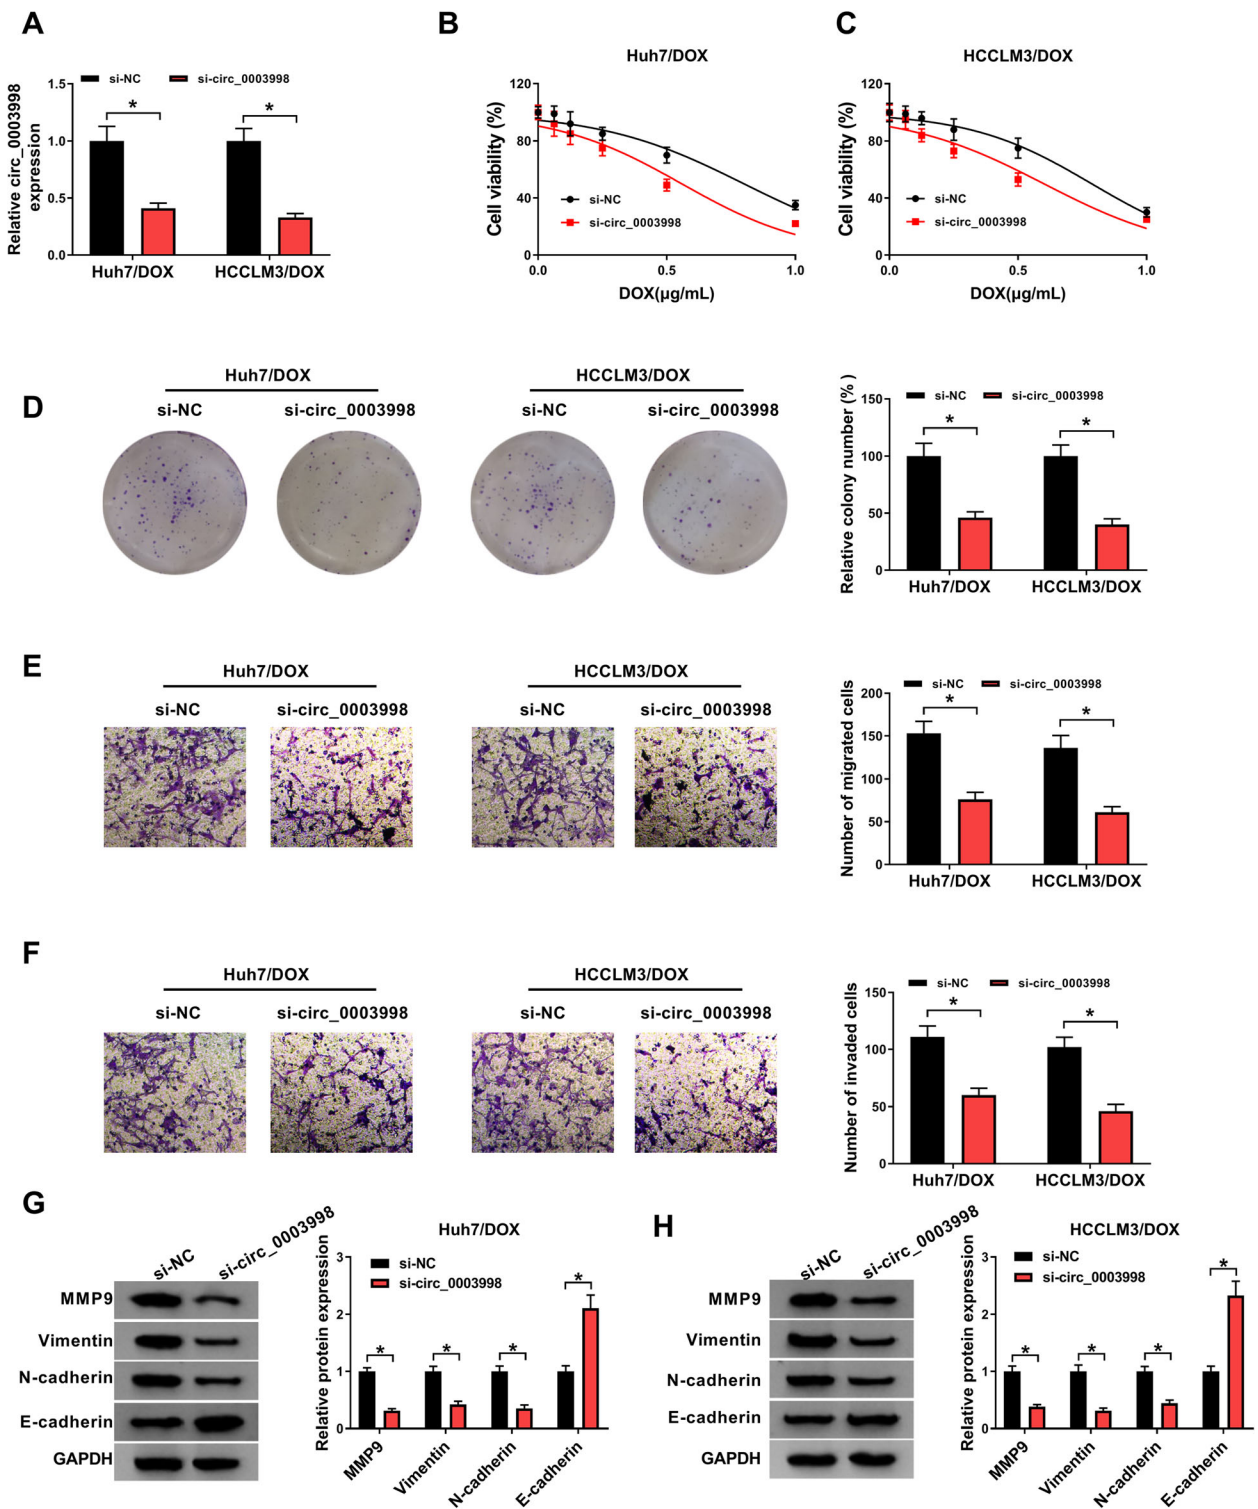 A
si-NC
si-circ_0003998
Relative circ_0003998
expression
1.5
1.0
0.5
0.0
*
*
Huh7/DOX
HCCLM3/DOX
B
Huh7/DOX
Cell viability (%)
120
80
40
0
si-NC
si-circ_0003998
0.0
0.5
1.0
DOX(μg/mL)
C
HCCLM3/DOX
Cell viability (%)
120
80
40
0
si-NC
si-circ_0003998
0.0
0.5
1.0
DOX(μg/mL)
D
Huh7/DOX
si-NC
si-circ_0003998
HCCLM3/DOX
si-NC
si-circ_0003998
Relative colony number (% )
150
100
50
0
si-NC
si-circ_0003998
*
*
Huh7/DOX
HCCLM3/DOX
E
Huh7/DOX
si-NC
si-circ_0003998
HCCLM3/DOX
si-NC
si-circ_0003998
Number of migrated cells
200
150
100
50
0
si-NC
si-circ_0003998
*
*
Huh7/DOX
HCCLM3/DOX
F
Huh7/DOX
si-NC
si-circ_0003998
HCCLM3/DOX
si-NC
si-circ_0003998
Number of invaded cells
150
100
50
0
si-NC
si-circ_0003998
*
*
Huh7/DOX
HCCLM3/DOX
G
si-NC
si-circ_0003998
MMP9
Vimentin
N-cadherin
E-cadherin
GAPDH
Huh7/DOX
Relative protein expression
3
2
1
0
si-NC
si-circ_0003998
*
*
*
*
MMP9
Vimentin
N-cadherin
E-cadherin
H
si-NC
si-circ_0003998
MMP9
Vimentin
N-cadherin
E-cadherin
GAPDH
HCCLM3/DOX
Relative protein expression
3
2
1
0
si-NC
si-circ_0003998
*
*
*
*
MMP9
Vimentin
N-cadherin
E-cadherin